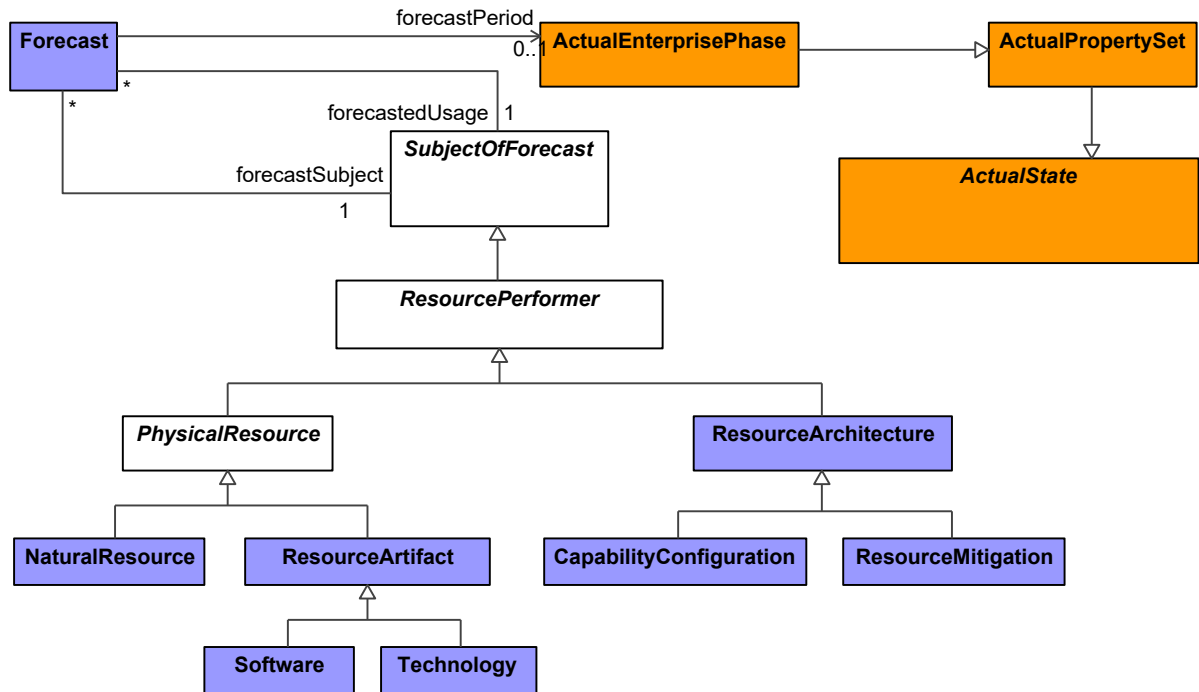 forecastPeriod
Forecast
0..1
ActualEnterprisePhase
ActualPropertySet
*
*
forecastedUsage
1
SubjectOfForecast
forecastSubject
1
ActualState
ResourcePerformer
PhysicalResource
ResourceArchitecture
NaturalResource
ResourceArtifact
CapabilityConfiguration
ResourceMitigation
Software
Technology